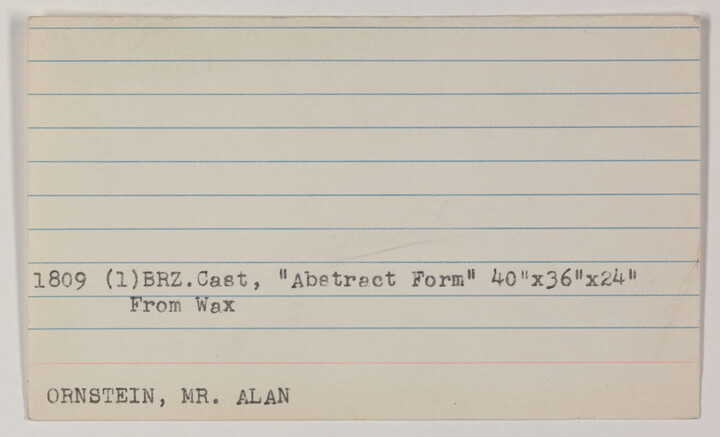 1809 (1)BRZ.Cast, "Abstract Form" 40"x36"x24"
From Wax
ORNSTEIN, MR. ALAN